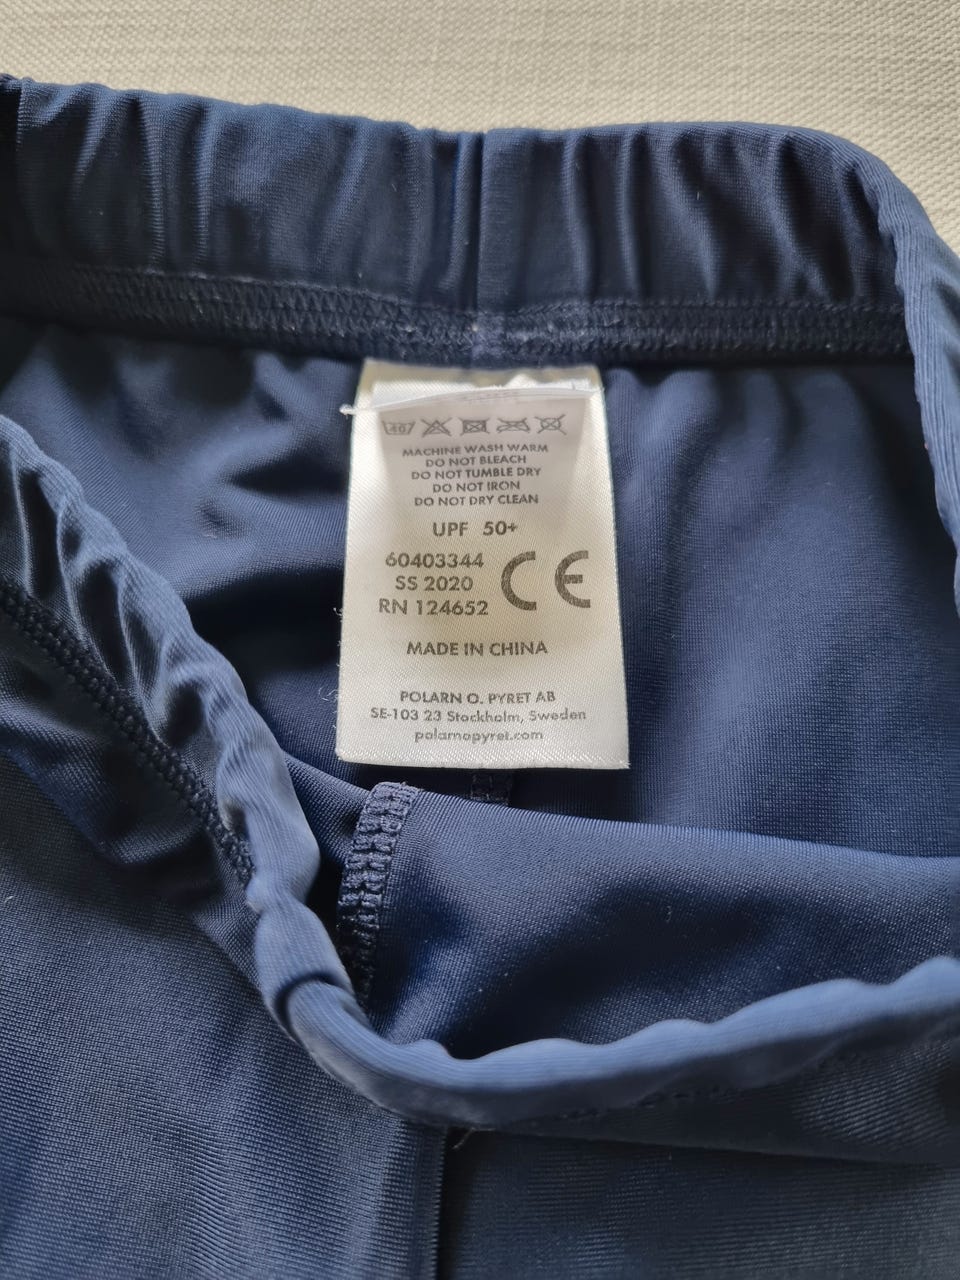 40
MACHINE WASH WARM
DO NOT BLEACH
DO NOT TUMBLE DRY
DO NOT IRON
DO NOT DRY CLEAN
UPF 50+
60403344
SS 2020
RN 124652
CE
MADE IN CHINA
POLARN O. PYRET AB
SE-103 23 Stockholm, Sweden
polarnopyret.com